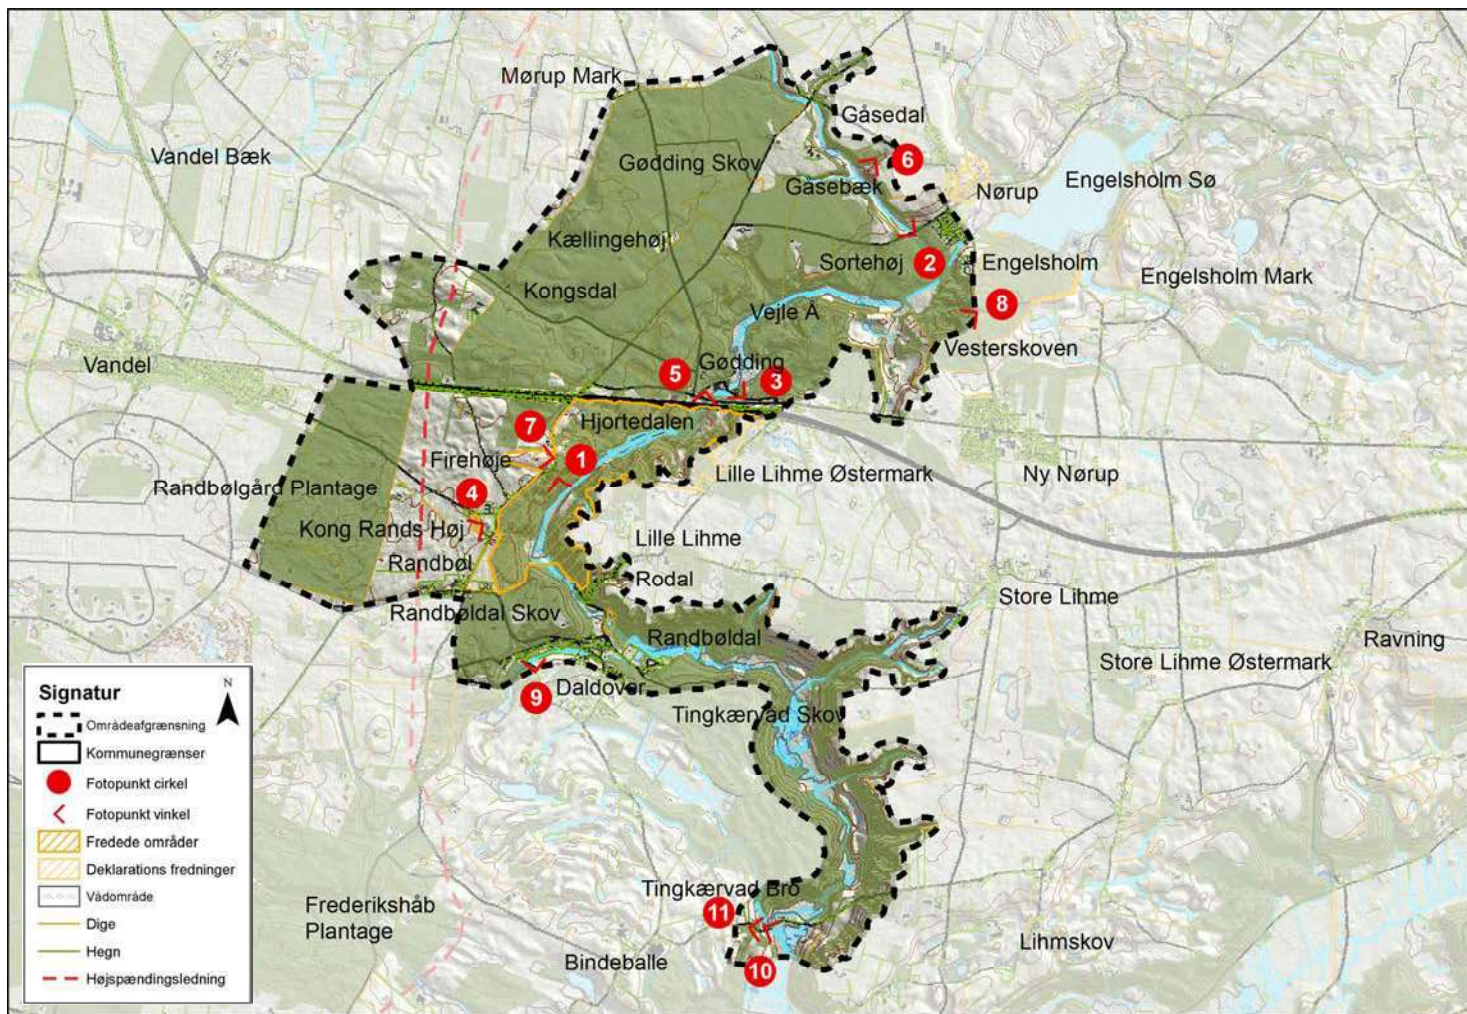 Mørup Mark
Gåsedal
Vandel Bæk
Gødding Skov
6
Gåsebæk
Nørup
Engelsholm Sø
Kællingehøj
Sortehøj
2
Engelsholm
Engelsholm Mark
Kongsdal
Vejle Å
8
Vandel
Vesterskoven
5
Gødding
3
7
Hjortedalen
Firehøje
1
Lille Lihme Østermark
Ny Nørup
Randbølgård Plantage
4
Kong Rands Høj
Lille Lihme
Randbøl
Rodal
Randbøldal Skov
Store Lihme
Randbøldal
Ravning
Store Lihme Østermark
9
Daldover
Tingkærvad Skov
Tingkærvad Bro
11
Frederikshåb
Plantage
Bindeballe
10
Lihmskov
Signatur
N
Områdeafgrænsning
Kommunegrænser
Fotopunkt cirkel
Fotopunkt vinkel
Fredede områder
Deklarations fredninger
Vådområde
Dige
Hegn
Højspændingsledning